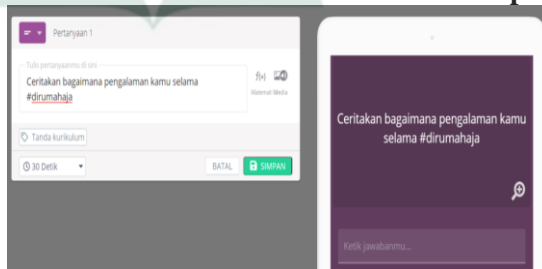 Pertanyaan 1
Tulis pertanyaanmu di sini
Ceritakan bagaimana pengalaman kamu selama
#dirumahaja
f(x)
Matemat Media
Tanda kurikulum
30 Detik
BATAL
SIMPAN
Ceritakan bagaimana pengalaman kamu
selama #dirumahaja
Ketik jawabanmu...